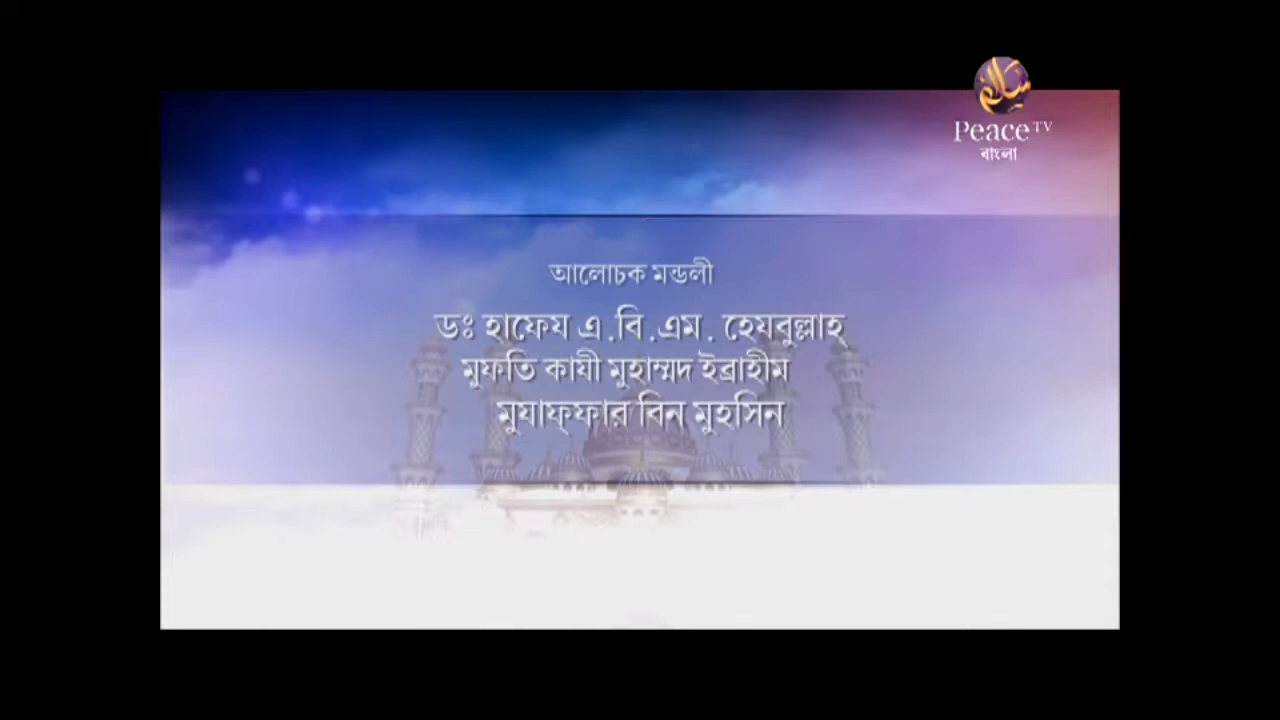 Peace TV
বাংলা
আলোচক মন্ডলী
ডঃ হাফেয এ.বি.এম. হেযবুল্লাহ্
মুফতি কাযী মুহাম্মদ ইব্রাহীম
মুযাফ্ফার বিন মুহসিন